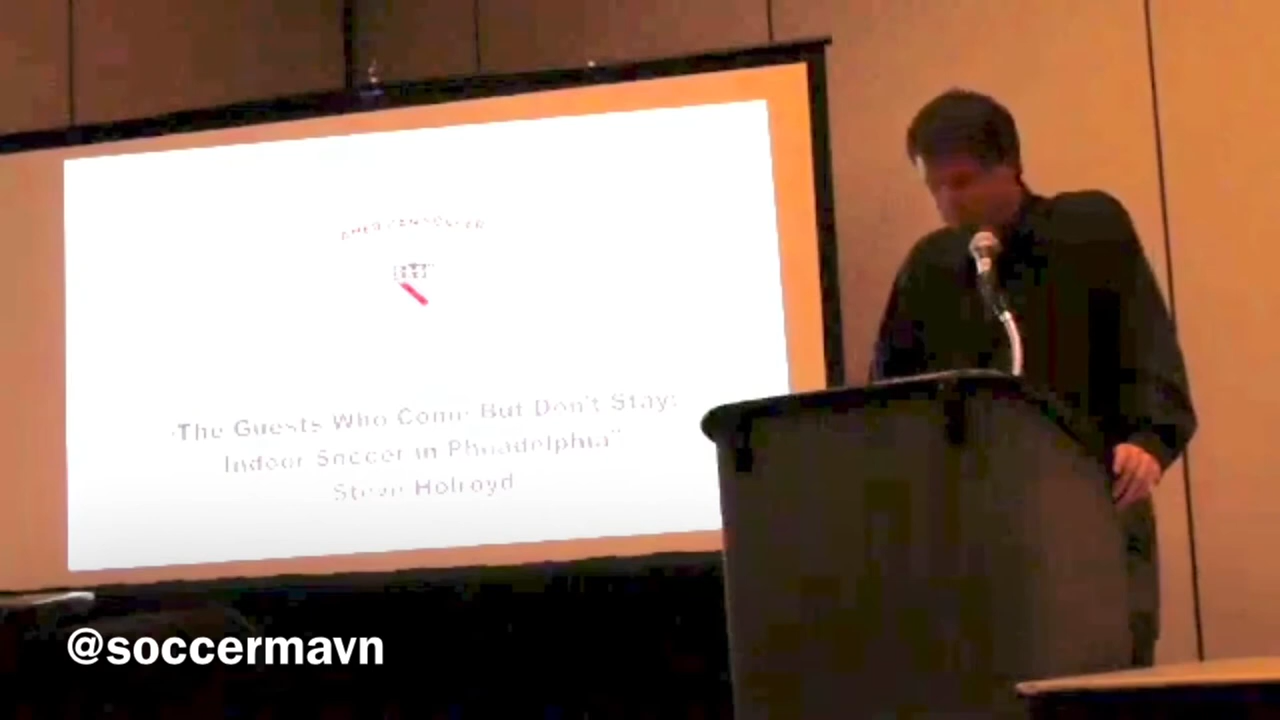 "The Guests Who Come But Don't Stay:
Indoor Soccer in Philadelphia"
Steve Holroyd
@soccermavn